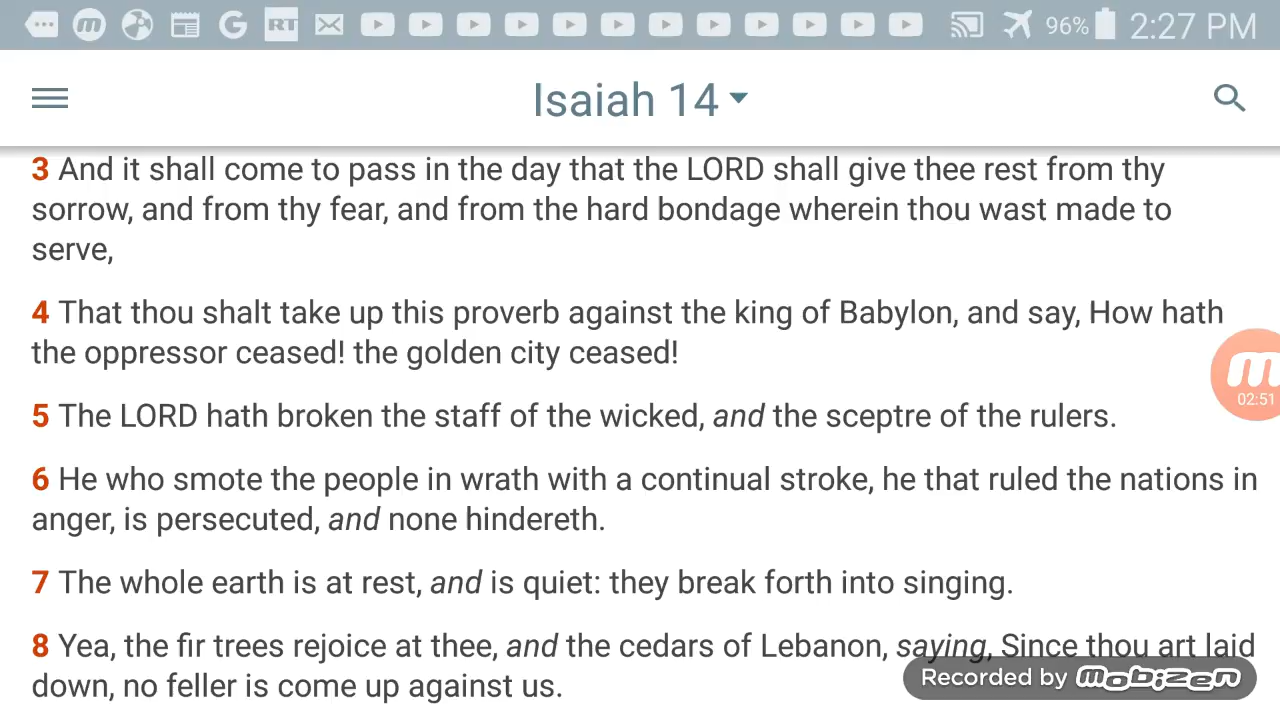 RT 96% 2:27 PM
Isaiah 14
3 And it shall come to pass in the day that the LORD shall give thee rest from thy
sorrow, and from thy fear, and from the hard bondage wherein thou wast made to
serve,
4 That thou shalt take up this proverb against the king of Babylon, and say, How hath
the oppressor ceased! the golden city ceased!
m
02:51
5 The LORD hath broken the staff of the wicked, and the sceptre of the rulers.
6 He who smote the people in wrath with a continual stroke, he that ruled the nations in
anger, is persecuted, and none hindereth.
7 The whole earth is at rest, and is quiet: they break forth into singing.
8 Yea, the fir trees rejoice at thee, and the cedars of Lebanon, saying, Since thou art laid
down, no feller is come up against us.
Recorded by mobizen